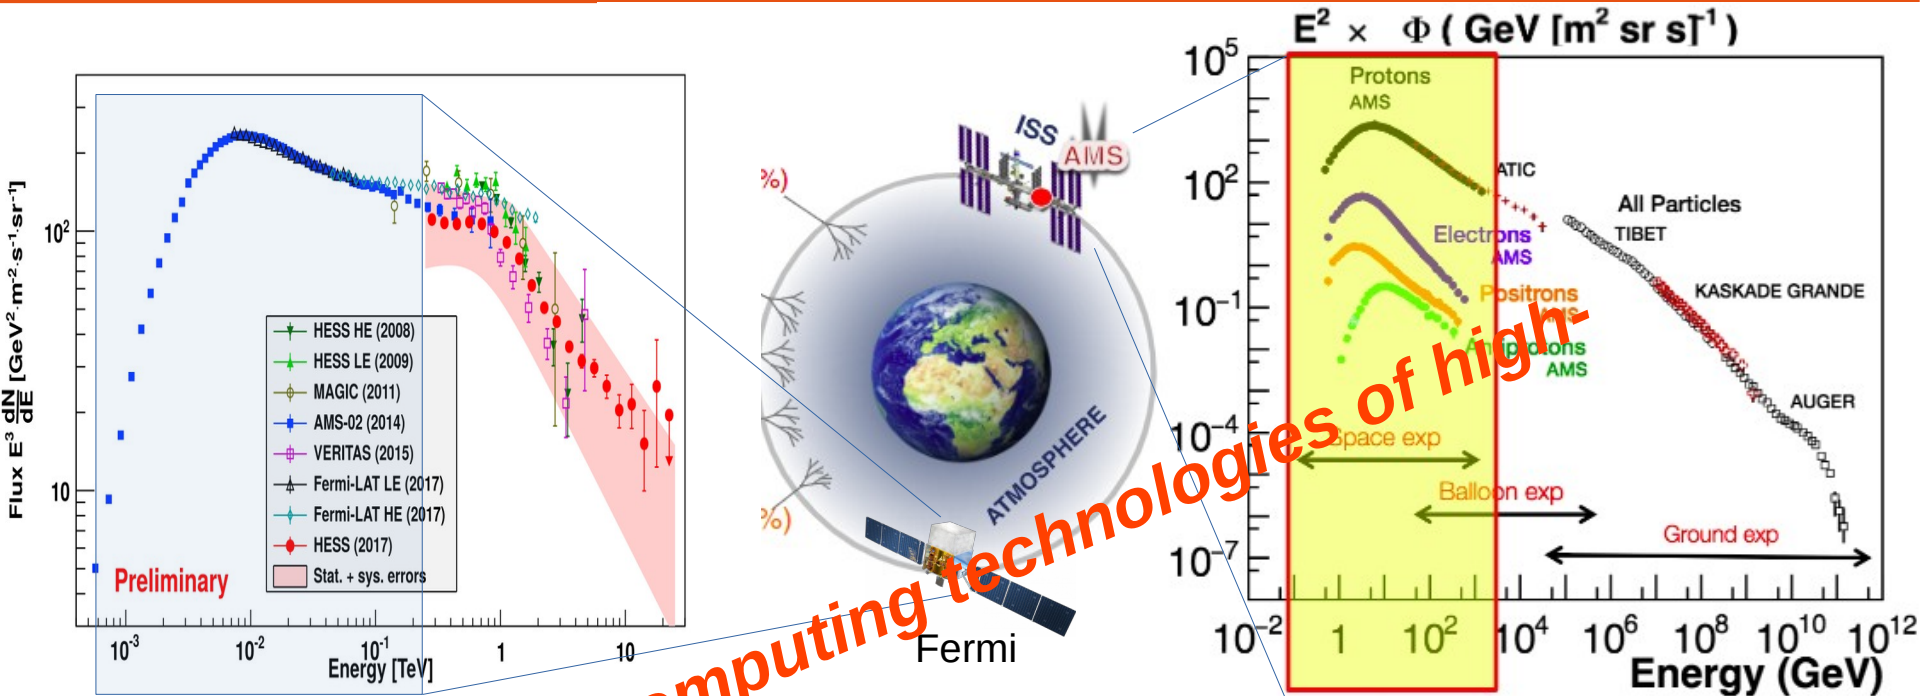 Flux E³ dN/dE [GeV²·m⁻²·s⁻¹·sr⁻¹]
10²
10
HESS HE (2008)
HESS LE (2009)
MAGIC (2011)
AMS-02 (2014)
VERITAS (2015)
Fermi-LAT LE (2017)
Fermi-LAT HE (2017)
HESS (2017)
Stat. + sys. errors
Preliminary
10⁻³ 10⁻² 10⁻¹ 1 10
Energy [TeV]
%)
%)
ISS
AMS
ATMOSPHERE
Fermi
omputing technologies of high-
E² × Φ ( GeV [m² sr s]⁻¹ )
10⁵
10²
10⁻¹
10⁻⁴
10⁻⁷
Protons
AMS
ATIC
Electrons
AMS
Positrons
AMS
Antiprotons
AMS
All Particles
TIBET
KASKADE GRANDE
AUGER
Space exp
Balloon exp
Ground exp
10⁻² 1 10² 10⁴ 10⁶ 10⁸ 10¹⁰ 10¹²
Energy (GeV)